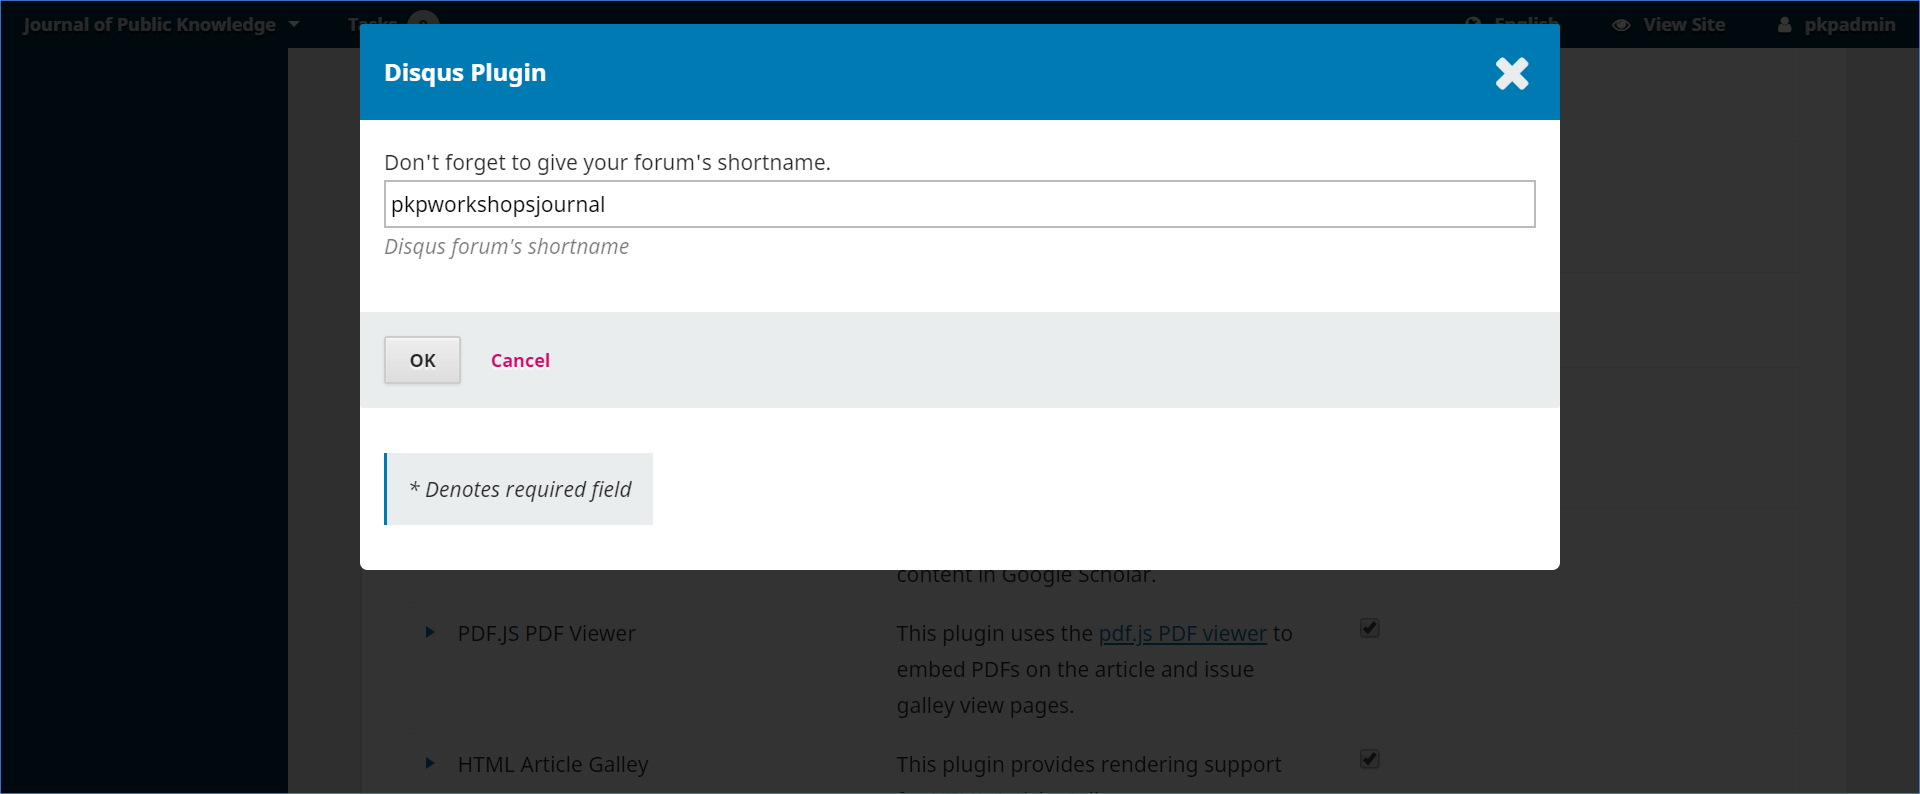 Journal of Public Knowledge
Tasks
English
View Site
pkpadmin
Disqus Plugin
Don't forget to give your forum's shortname.
pkpworkshopsjournal
Disqus forum's shortname
OK
Cancel
* Denotes required field
content in Google Scholar.
PDF.JS PDF Viewer
This plugin uses the pdf.js PDF viewer to
embed PDFs on the article and issue
galley view pages.
HTML Article Galley
This plugin provides rendering support